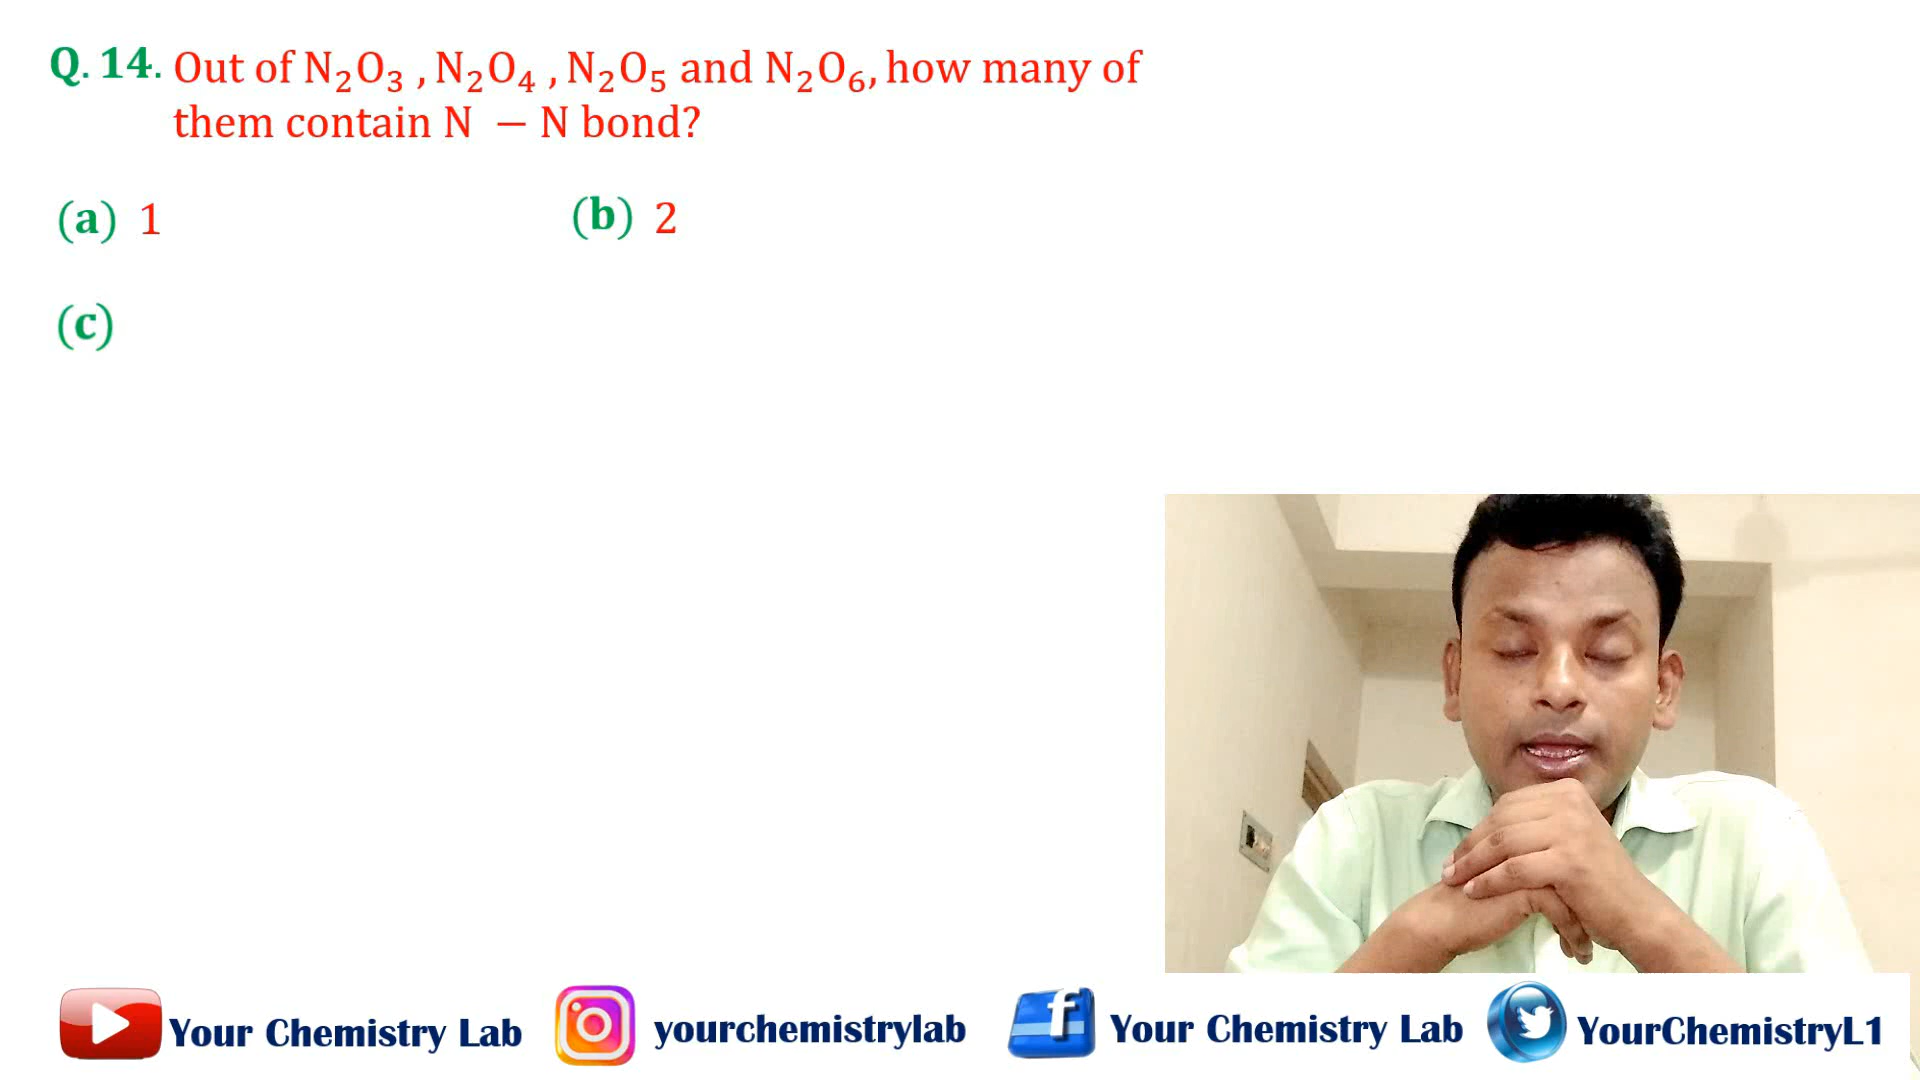 Q. 14. Out of N₂O₃ , N₂O₄ , N₂O₅ and N₂O₆, how many of
them contain N − N bond?
(a) 1 (b) 2
(c)
Your Chemistry Lab yourchemistrylab Your Chemistry Lab YourChemistryL1